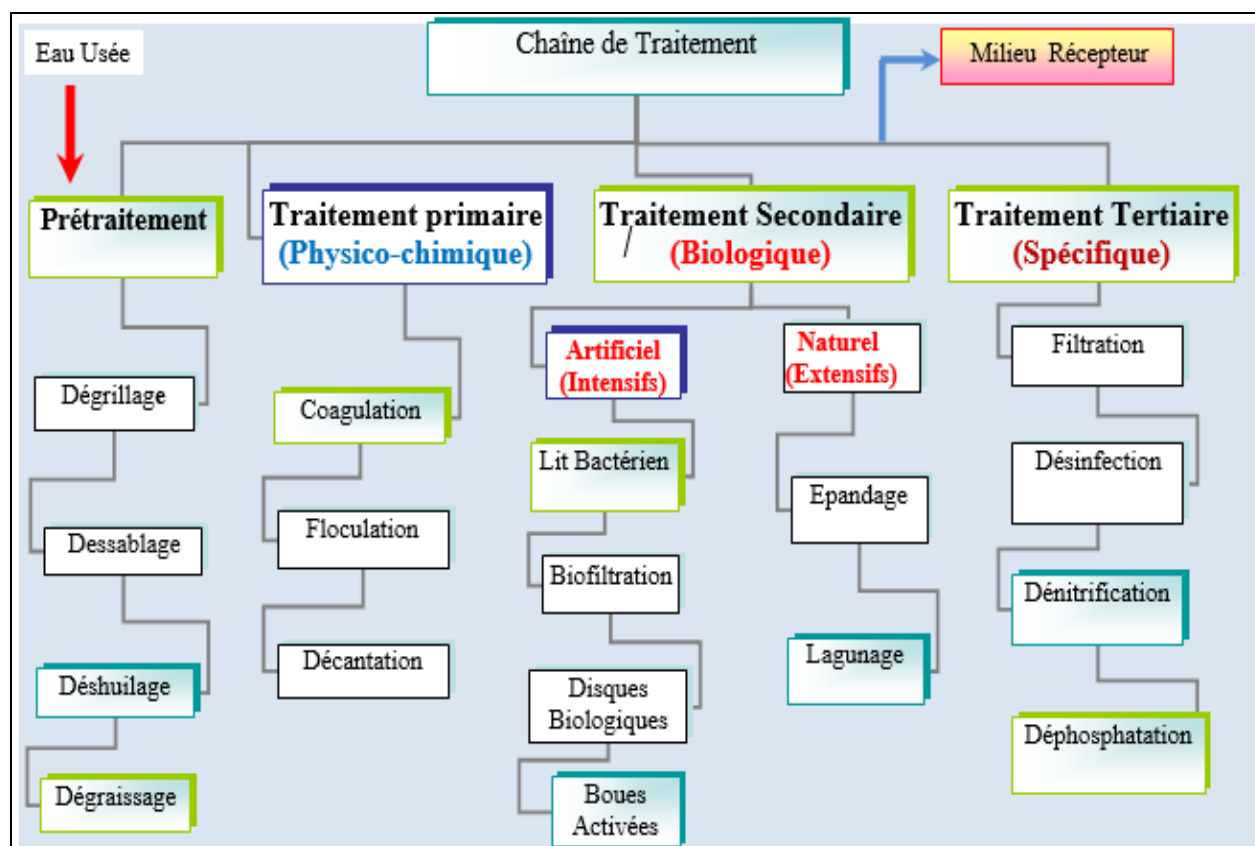 Eau Usée
Chaîne de Traitement
Milieu Récepteur
Prétraitement
Traitement primaire
(Physico-chimique)
Traitement Secondaire
/
(Biologique)
Traitement Tertiaire
(Spécifique)
Dégrillage
Dessablage
Déshuilage
Dégraissage
Coagulation
Floculation
Décantation
Artificiel
(Intensifs)
Lit Bactérien
Biofiltration
Disques
Biologiques
Boues
Activées
Naturel
(Extensifs)
Epandage
Lagunage
Filtration
Désinfection
Dénitrification
Déphosphatation